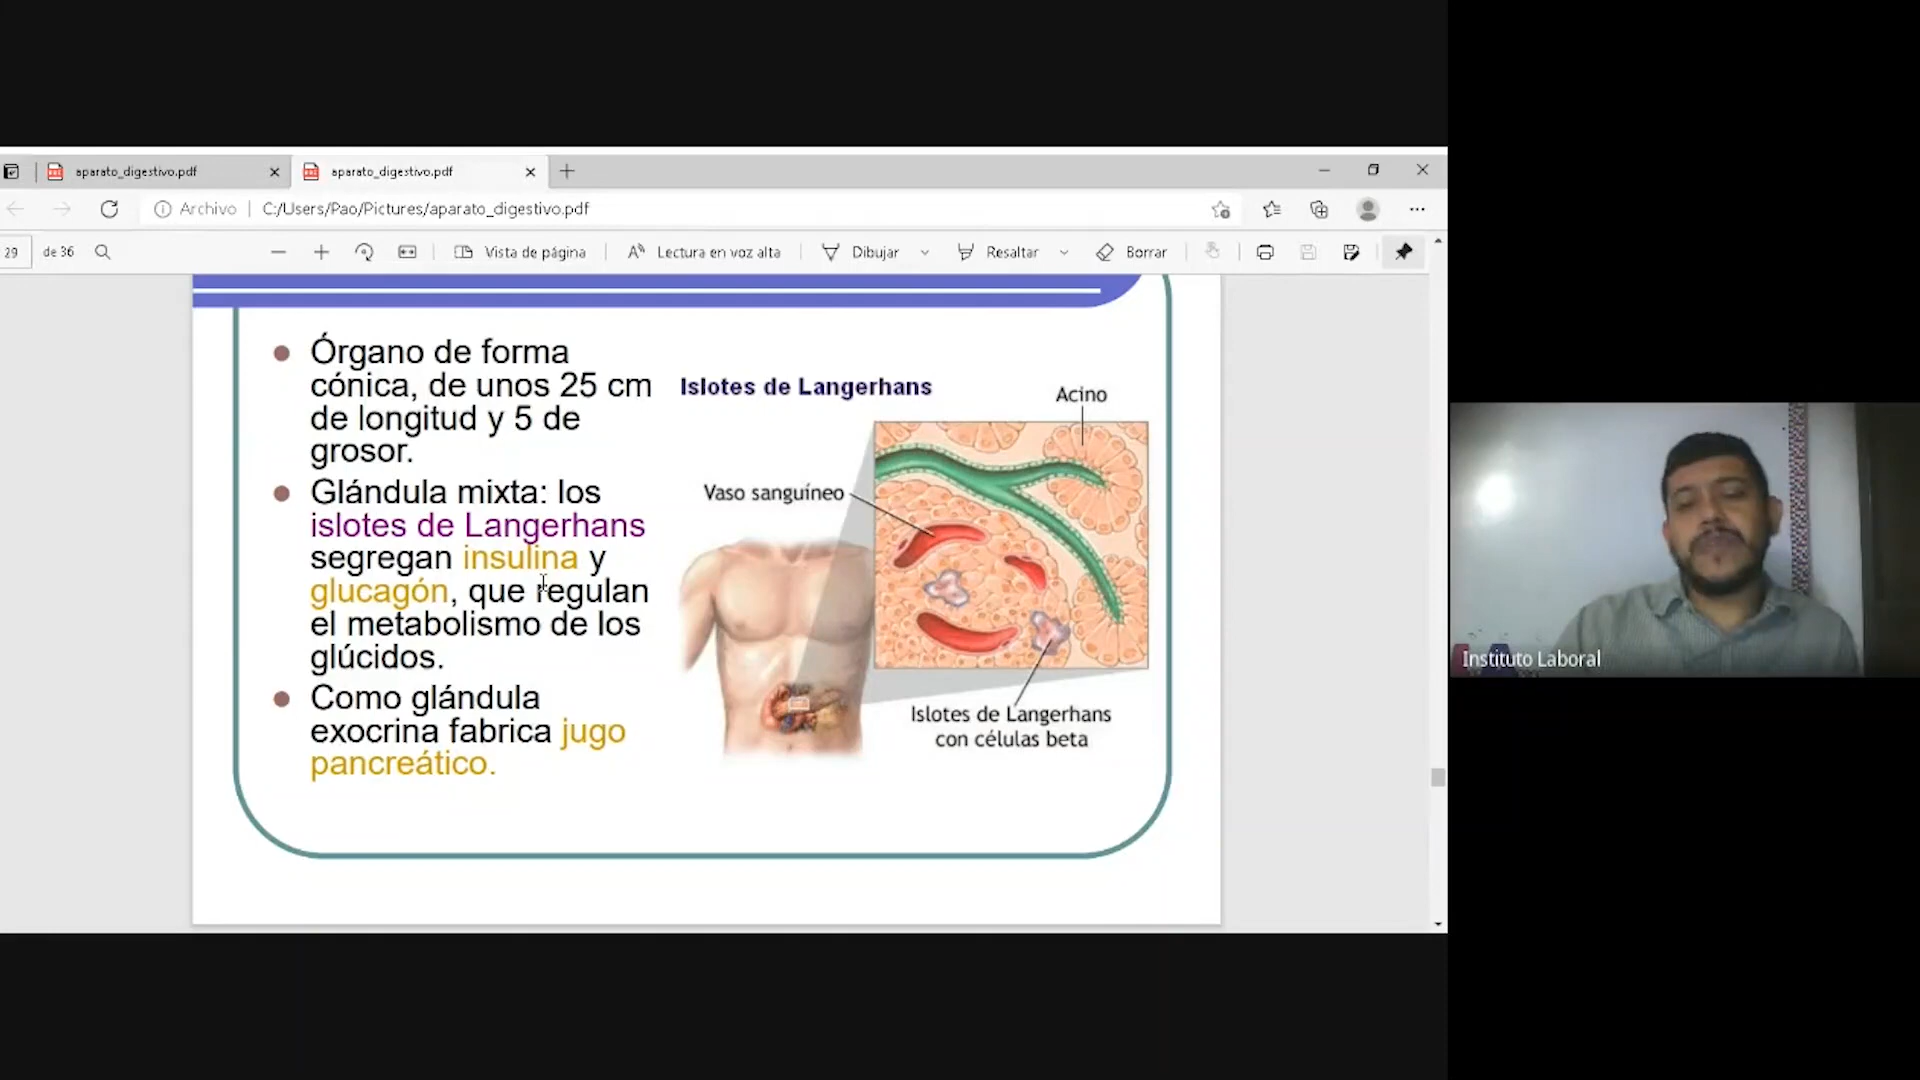 aparato_digestivo.pdf
aparato_digestivo.pdf
Archivo
C:/Users/Pao/Pictures/aparato_digestivo.pdf
29 de 36
Vista de página
Lectura en voz alta
Dibujar
Resaltar
Borrar
Órgano de forma
cónica, de unos 25 cm
de longitud y 5 de
grosor.
Glándula mixta: los
islotes de Langerhans
segregan insulina y
glucagón, que regulan
el metabolismo de los
glúcidos.
Como glándula
exocrina fabrica jugo
pancreático.
Islotes de Langerhans
Acino
Vaso sanguíneo
Islotes de Langerhans
con células beta
Instituto Laboral